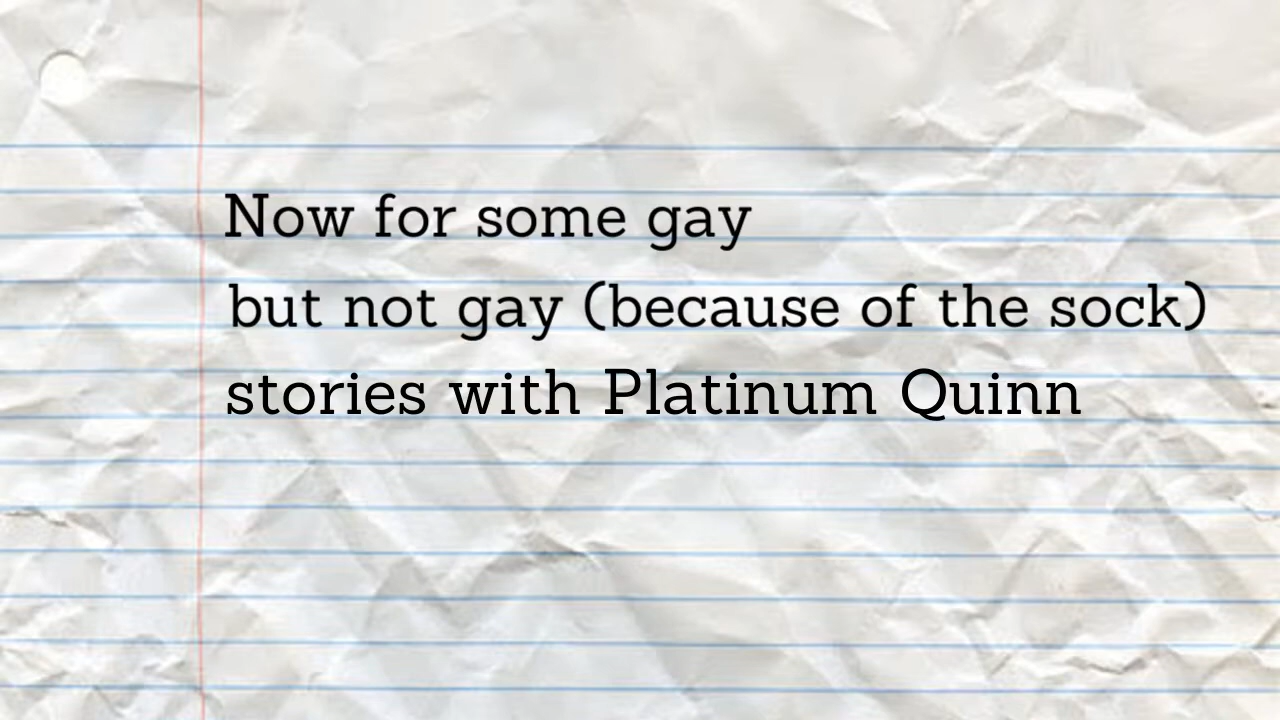 Now for some gay
but not gay (because of the sock)
stories with Platinum Quinn